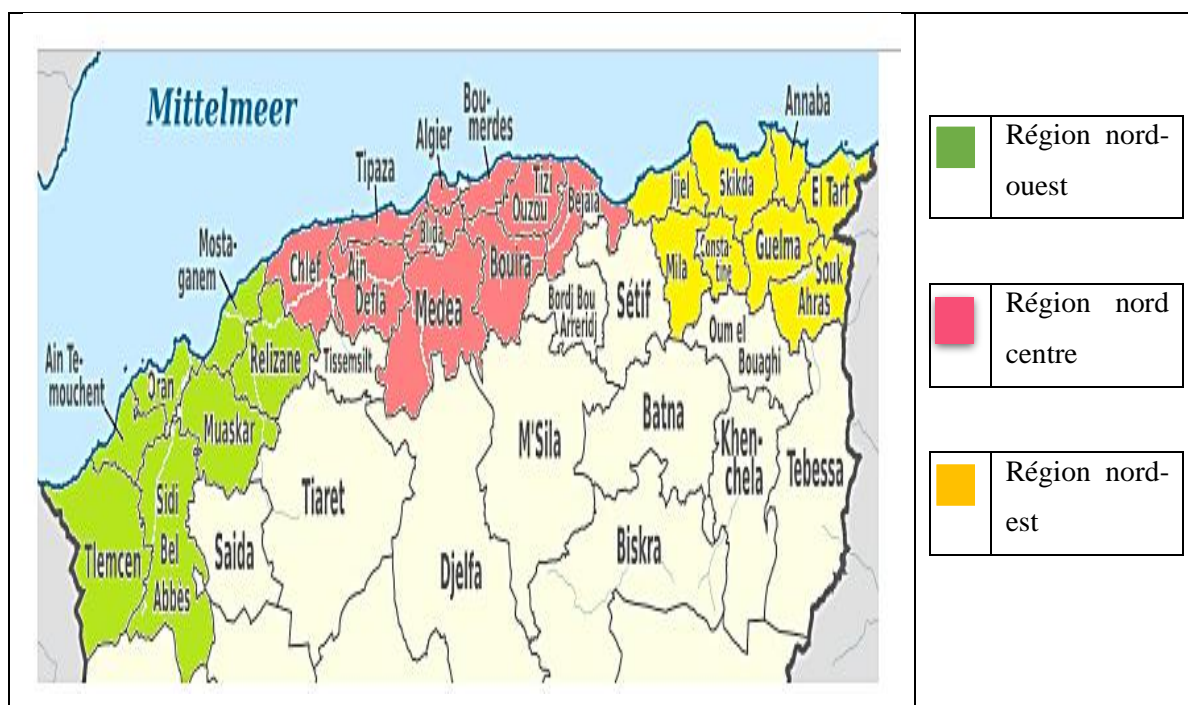 Mittelmeer
Annaba
Bou-
merdes
Algier
Tipaza
Mosta-
ganem
Ain Te-
mouchent
Jijel
Skikda
El Tarf
Tizi
Ouzou
Bejaia
Blida
Bouira
Chlef
Ain
Defla
Medea
Mila
Consta-
tine
Guelma
Souk
Ahras
Bordj Bou
Arreridj
Sétif
Oum el
Bouaghi
Relizane
Tissemsilt
Oran
Muaskar
M'Sila
Batna
Khen-
chela
Tebessa
Tiaret
Sidi
Bel
Abbès
Tlemcen
Saida
Djelfa
Biskra
Région nord-
ouest
Région nord
centre
Région nord-
est